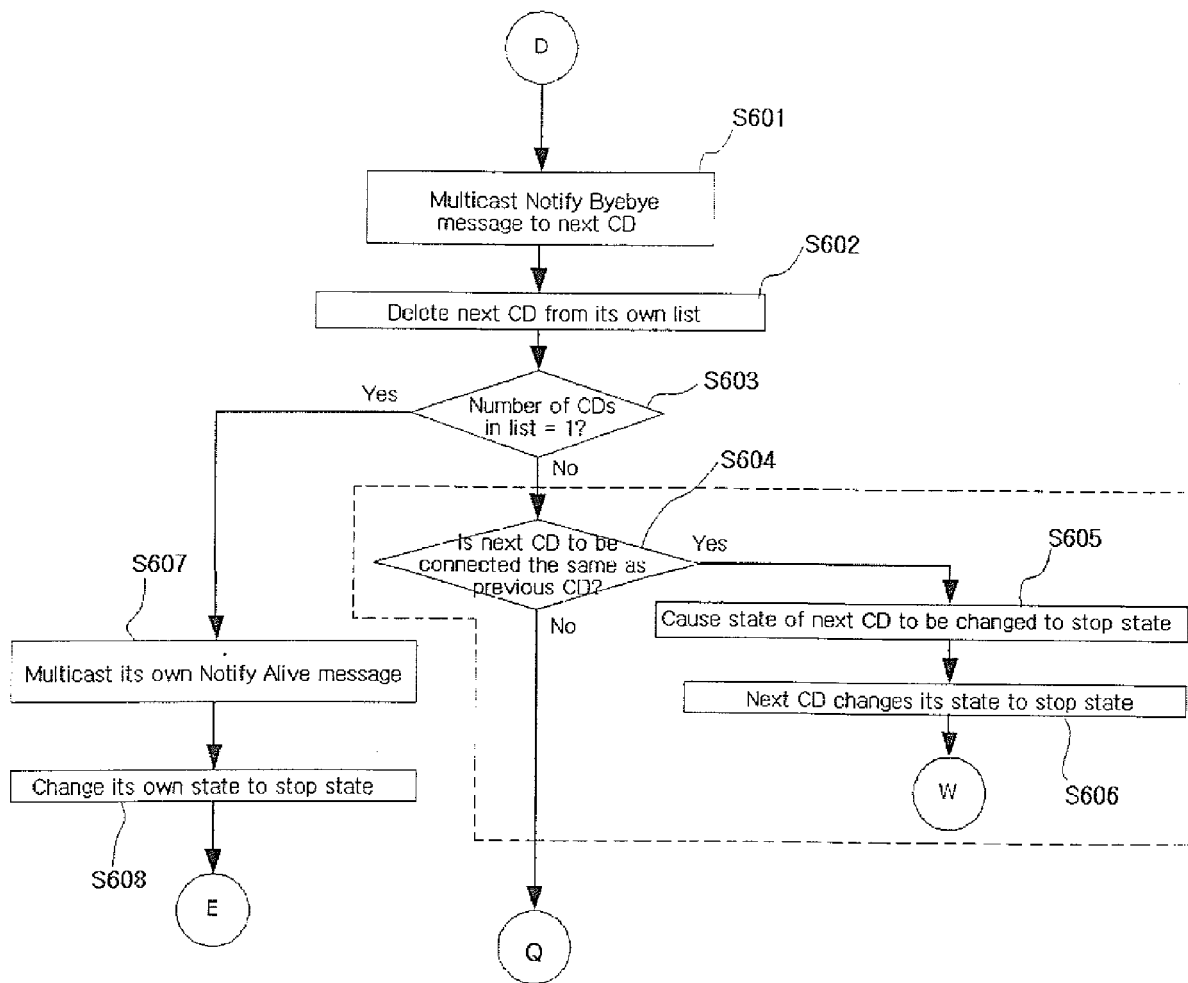 D
S601
Multicast Notify Byebye
message to next CD
S602
Delete next CD from its own list
S603
Yes
Number of CDs
in list = 1?
No
S604
Is next CD to be
connected the same as
previous CD?
Yes
S605
S607
No
Cause state of next CD to be changed to stop state
Multicast its own Notify Alive message
Next CD changes its state to stop state
Change its own state to stop state
W
S606
S608
E
Q